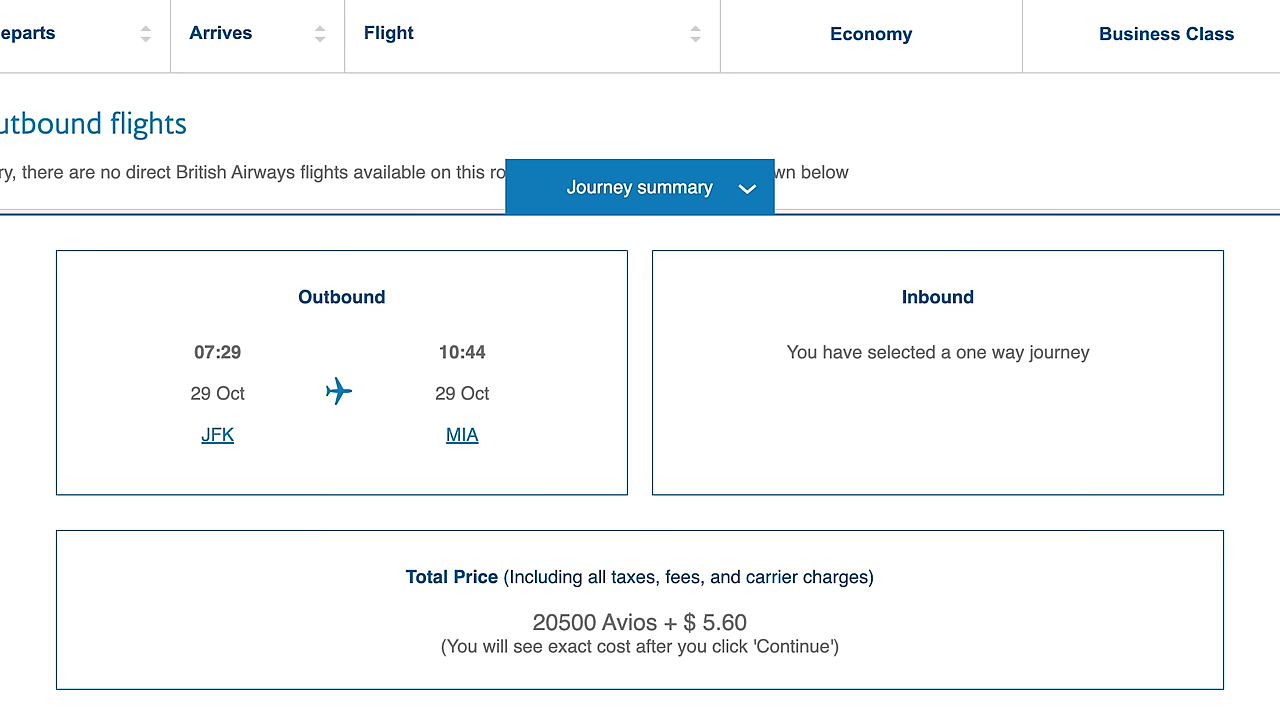 eparts Arrives Flight Economy Business Class
utbound flights
ry, there are no direct British Airways flights available on this ro wn below
Journey summary
Outbound
07:29 10:44
29 Oct 29 Oct
JFK MIA
Inbound
You have selected a one way journey
Total Price (Including all taxes, fees, and carrier charges)
20500 Avios + $ 5.60
(You will see exact cost after you click 'Continue')